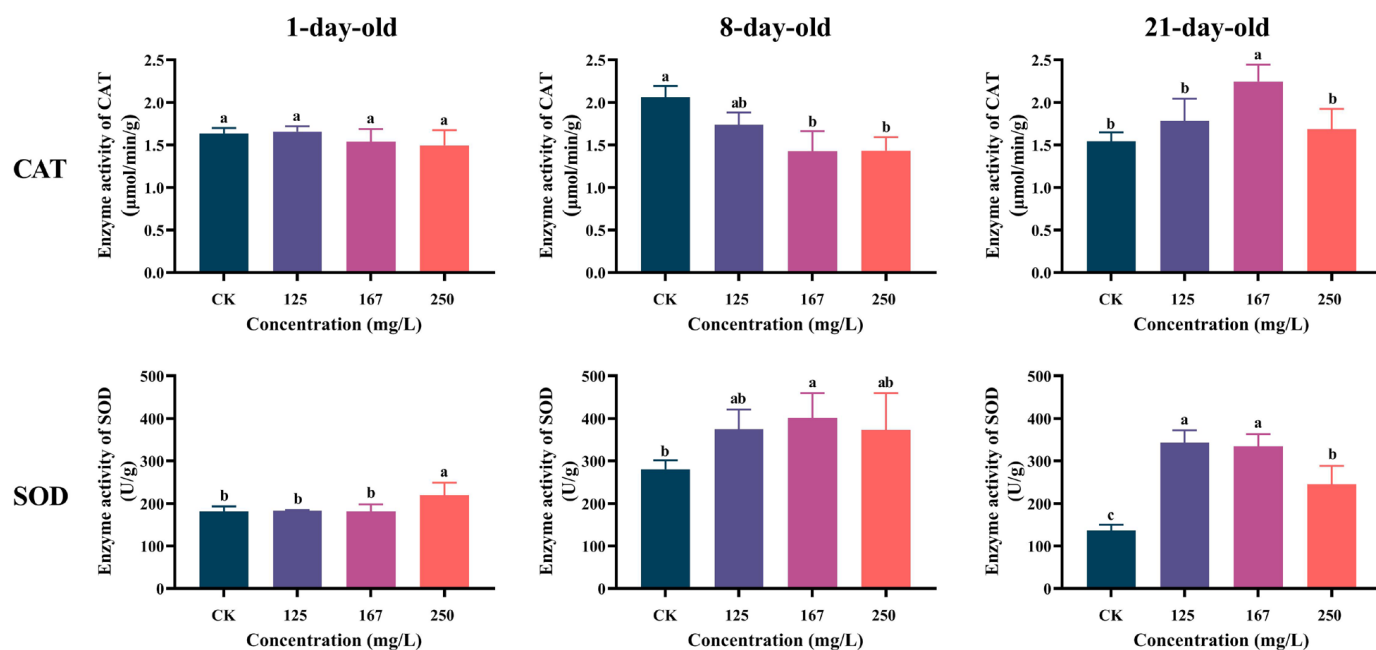 1-day-old
8-day-old
21-day-old
CAT
Enzyme activity of CAT
(μmol/min/g)
2.5
2.0
1.5
1.0
0.5
0.0
a
a
a
a
CK
125
167
250
Concentration (mg/L)
Enzyme activity of CAT
(μmol/min/g)
2.5
2.0
1.5
1.0
0.5
0.0
a
ab
b
b
CK
125
167
250
Concentration (mg/L)
Enzyme activity of CAT
(μmol/min/g)
2.5
2.0
1.5
1.0
0.5
0.0
b
b
a
b
CK
125
167
250
Concentration (mg/L)
SOD
Enzyme activity of SOD
(U/g)
500
400
300
200
100
0
b
b
b
a
CK
125
167
250
Concentration (mg/L)
Enzyme activity of SOD
(U/g)
500
400
300
200
100
0
b
ab
a
ab
CK
125
167
250
Concentration (mg/L)
Enzyme activity of SOD
(U/g)
500
400
300
200
100
0
c
a
a
b
CK
125
167
250
Concentration (mg/L)